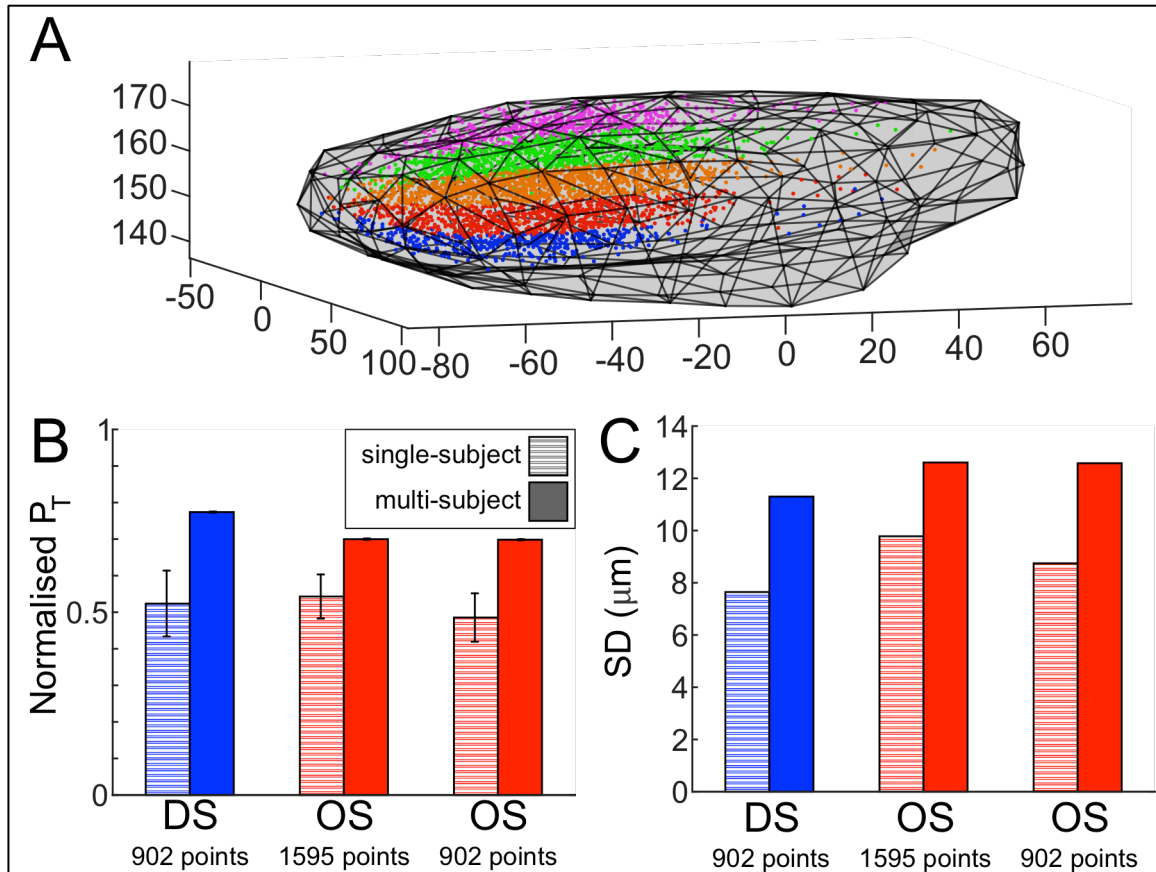 A
170
160
150
140
-50
0
50
100
-80
-60
-40
-20
0
20
40
60
B
Normalised P_T
1
0.5
0
single-subject
multi-subject
DS
OS
OS
902 points
1595 points
902 points
C
SD (μm)
14
12
10
8
6
4
2
0
DS
OS
OS
902 points
1595 points
902 points